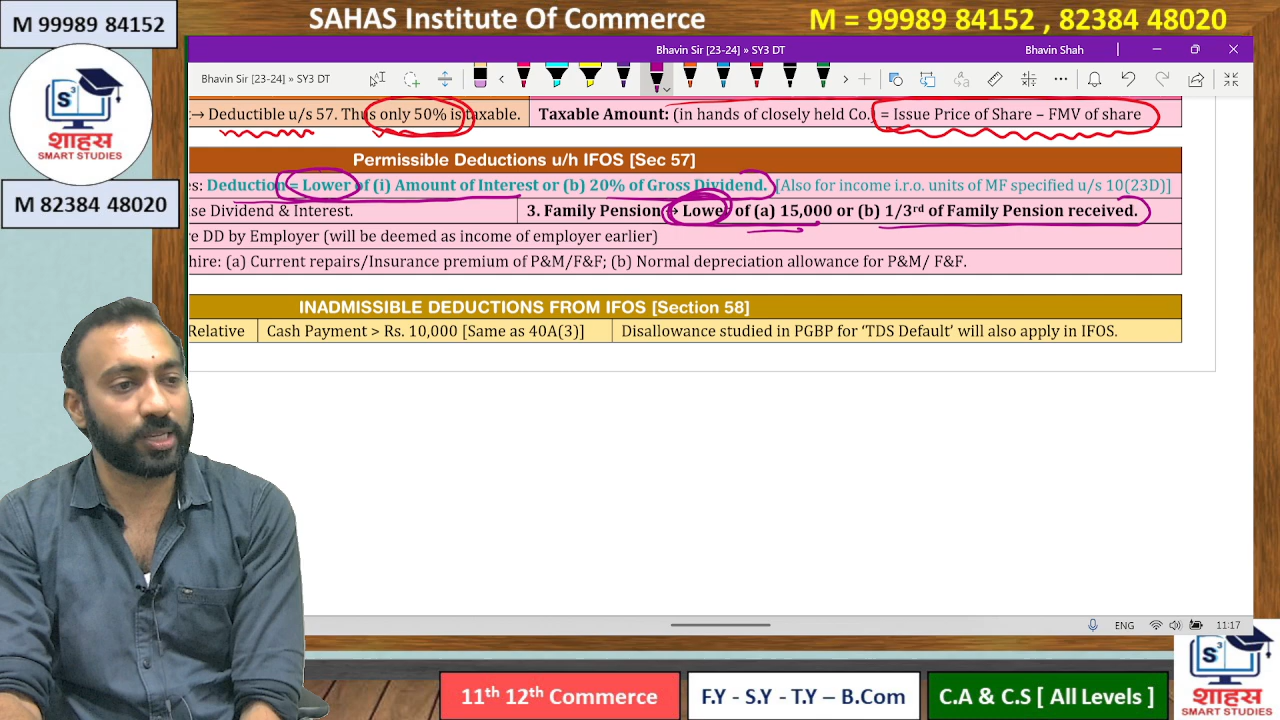 SAHAS Institute Of Commerce
M = 99989 84152 , 82384 48020
M 99989 84152
S³
शाहस
SMART STUDIES
M 82384 48020
Bhavin Sir [23-24] » SY3 DT
Bhavin Shah
Bhavin Sir [23-24] » SY3 DT
→ Deductible u/s 57. Thus only 50% is taxable.
Taxable Amount: (in hands of closely held Co.) = Issue Price of Share – FMV of share
Permissible Deductions u/h IFOS [Sec 57]
es: Deduction = Lower of (i) Amount of Interest or (b) 20% of Gross Dividend. [Also for income i.r.o. units of MF specified u/s 10(23D)]
se Dividend & Interest.
3. Family Pension → Lower of (a) 15,000 or (b) 1/3rd of Family Pension received.
e DD by Employer (will be deemed as income of employer earlier)
hire: (a) Current repairs/Insurance premium of P&M/F&F; (b) Normal depreciation allowance for P&M/ F&F.
INADMISSIBLE DEDUCTIONS FROM IFOS [Section 58]
Relative
Cash Payment > Rs. 10,000 [Same as 40A(3)]
Disallowance studied in PGBP for ‘TDS Default’ will also apply in IFOS.
ENG
11:17
11th 12th Commerce
F.Y - S.Y - T.Y – B.Com
C.A & C.S [ All Levels ]
S³
शाहस
SMART STUDIES